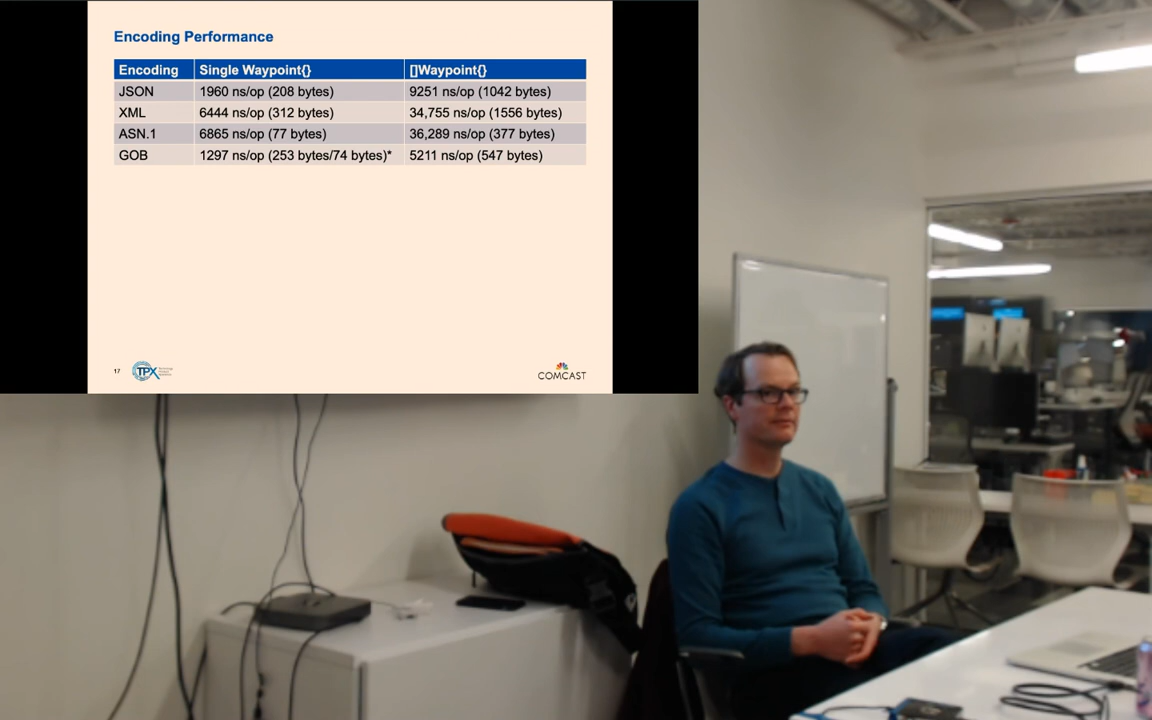 Encoding Performance
Encoding Single Waypoint{} []Waypoint{}
JSON 1960 ns/op (208 bytes) 9251 ns/op (1042 bytes)
XML 6444 ns/op (312 bytes) 34,755 ns/op (1556 bytes)
ASN.1 6865 ns/op (77 bytes) 36,289 ns/op (377 bytes)
GOB 1297 ns/op (253 bytes/74 bytes)* 5211 ns/op (547 bytes)
17 TPX COMCAST